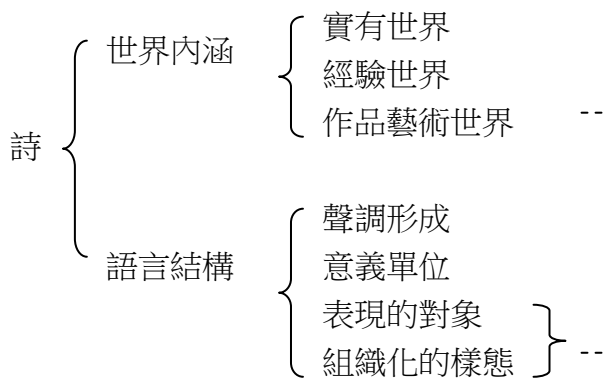 詩
世界內涵
實有世界
經驗世界
作品藝術世界 --
語言結構
聲調形成
意義單位
表現的對象
組織化的樣態 --